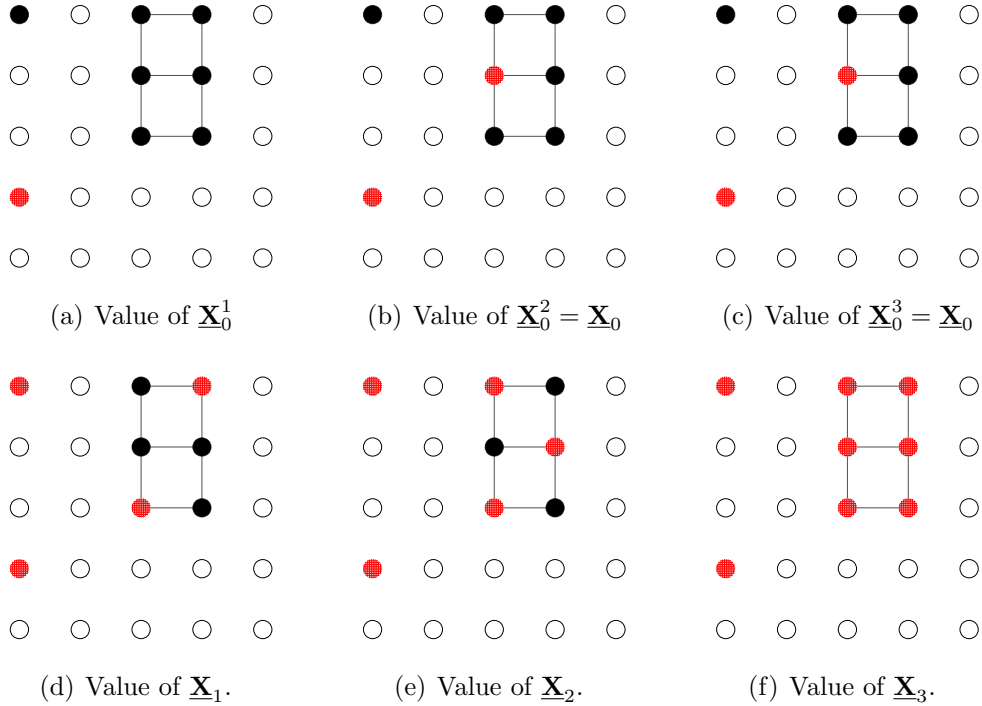 (a) Value of X̲₀¹
(b) Value of X̲₀² = X̲₀
(c) Value of X̲₀³ = X̲₀
(d) Value of X̲₁.
(e) Value of X̲₂.
(f) Value of X̲₃.